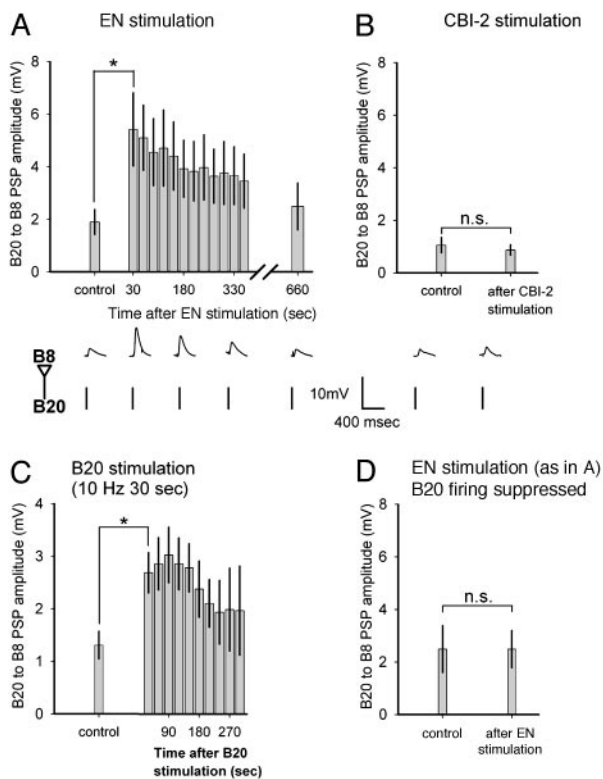 A EN stimulation
B20 to B8 PSP amplitude (mV)
8
6
4
2
0
*
control 30 180 330 660
Time after EN stimulation (sec)
B CBI-2 stimulation
B20 to B8 PSP amplitude (mV)
8
6
4
2
0
n.s.
control after CBI-2
stimulation
B8
B20
10mV
400 msec
C B20 stimulation
(10 Hz 30 sec)
B20 to B8 PSP amplitude (mV)
4
3
2
1
0
*
control 90 180 270
Time after B20
stimulation (sec)
D EN stimulation (as in A)
B20 firing suppressed
B20 to B8 PSP amplitude (mV)
8
6
4
2
0
n.s.
control after EN
stimulation